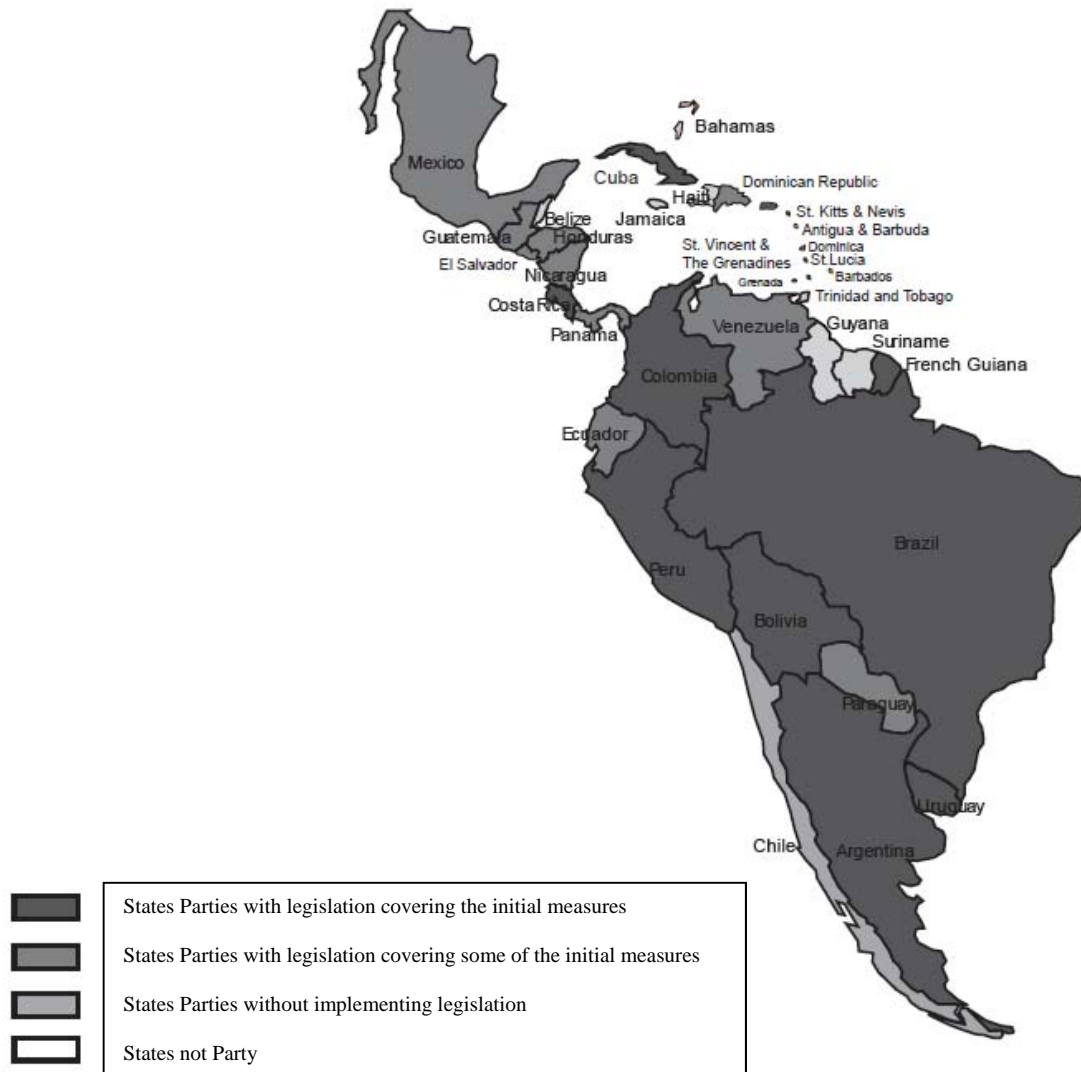 Bahamas
Mexico
Cuba
Dominican Republic
Haiti
Jamaica
St. Kitts & Nevis
Belize
Antigua & Barbuda
Guatemala
Honduras
St. Vincent &
The Grenadines
Dominica
El Salvador
St.Lucia
Nicaragua
Barbados
Grenada
Costa Rica
Trinidad and Tobago
Panama
Venezuela
Guyana
Suriname
French Guiana
Colombia
Ecuador
Brazil
Peru
Bolivia
Paraguay
Uruguay
Chile
Argentina
States Parties with legislation covering the initial measures
States Parties with legislation covering some of the initial measures
States Parties without implementing legislation
States not Party